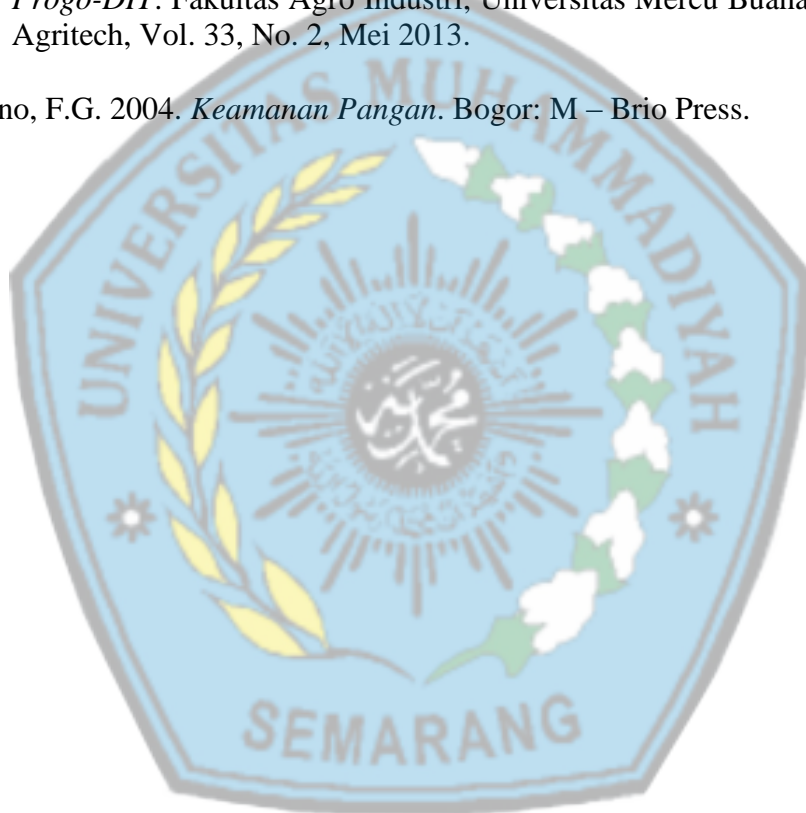 Progo-DIY. Fakultas Agro Industri, Universitas Mercu Buana
Agritech, Vol. 33, No. 2, Mei 2013.
no, F.G. 2004. Keamanan Pangan. Bogor: M – Brio Press.
UNIVERSITAS MUHAMMADIYAH
محمد
SEMARANG